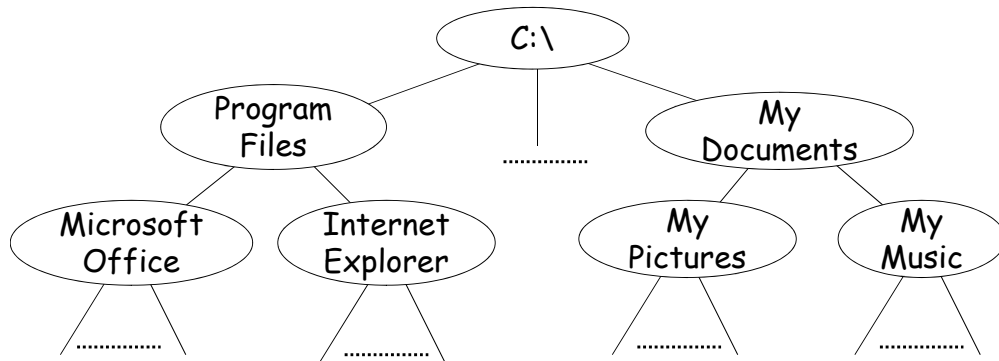 C:\
Program
Files
My
Documents
...............
Microsoft
Office
Internet
Explorer
My
Pictures
My
Music
...............
...............
...............
...............